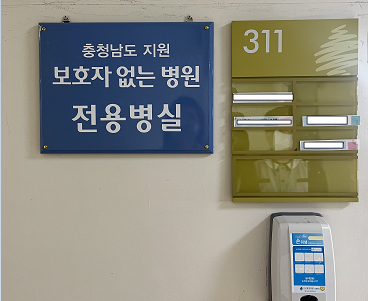 충청남도 지원
보호자 없는 병원
전용병실
311